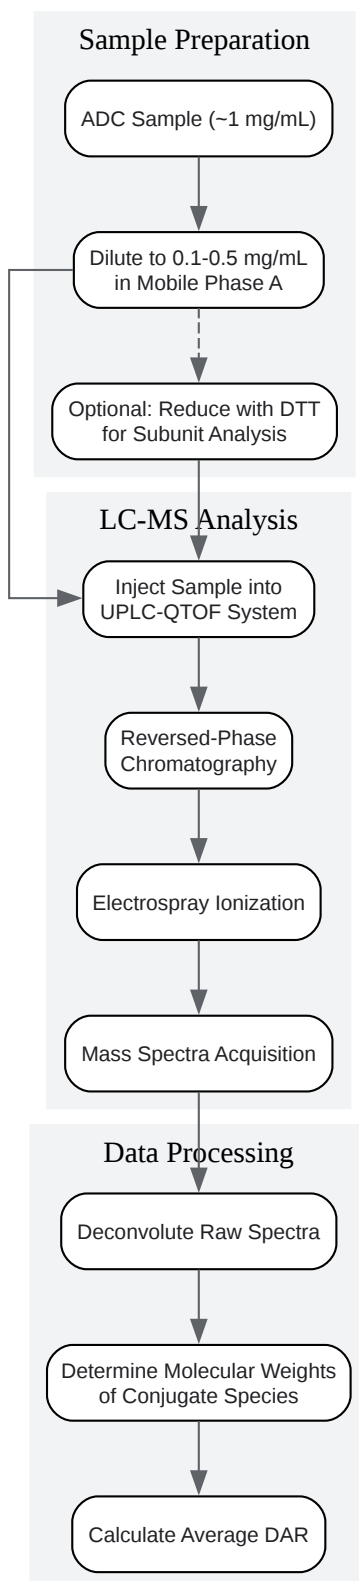 Sample Preparation
ADC Sample (~1 mg/mL)
Dilute to 0.1-0.5 mg/mL
in Mobile Phase A
Optional: Reduce with DTT
for Subunit Analysis
LC-MS Analysis
Inject Sample into
UPLC-QTOF System
Reversed-Phase
Chromatography
Electrospray Ionization
Mass Spectra Acquisition
Data Processing
Deconvolute Raw Spectra
Determine Molecular Weights
of Conjugate Species
Calculate Average DAR